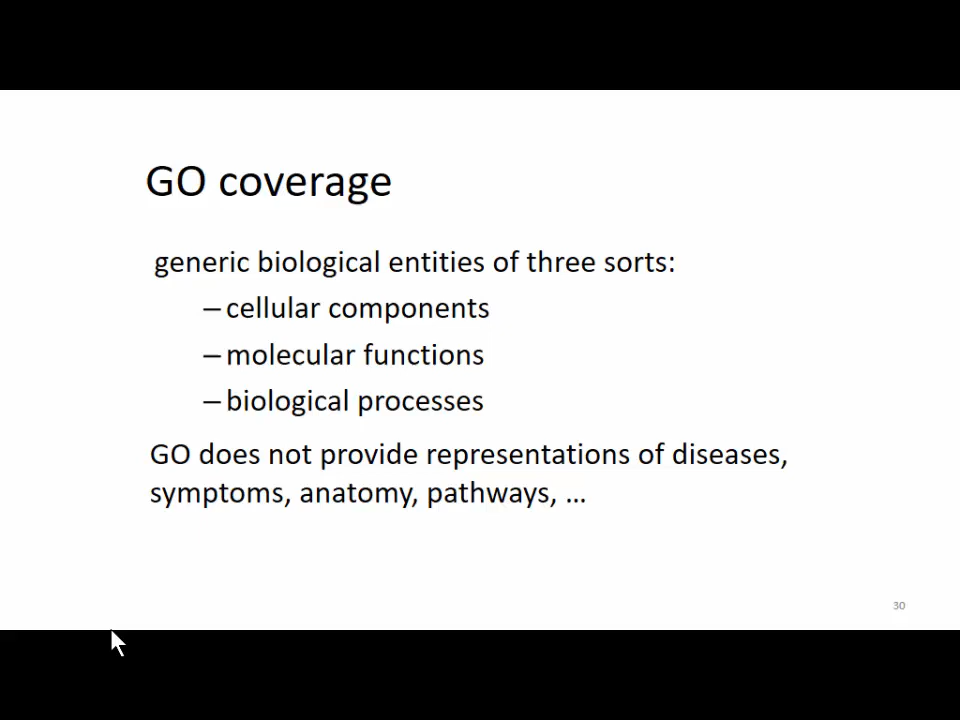 GO coverage
generic biological entities of three sorts:
– cellular components
– molecular functions
– biological processes
GO does not provide representations of diseases,
symptoms, anatomy, pathways, …
30